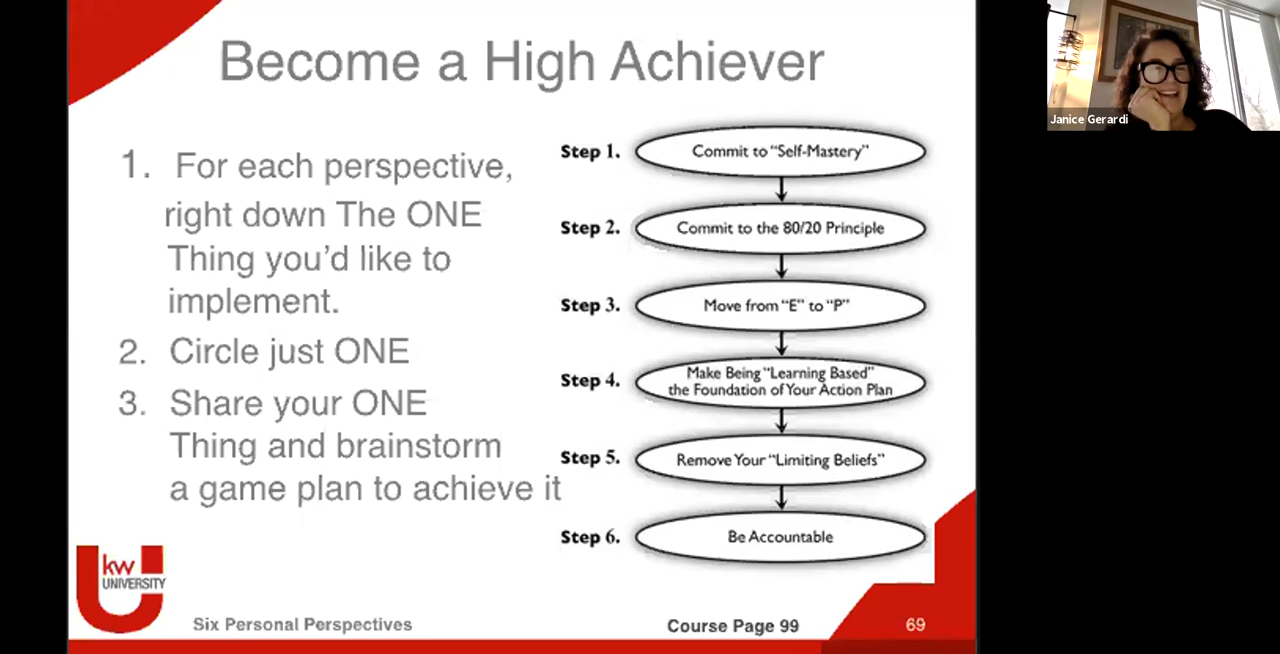 Become a High Achiever
1. For each perspective,
right down The ONE
Thing you’d like to
implement.
2. Circle just ONE
3. Share your ONE
Thing and brainstorm
a game plan to achieve it
Step 1. Commit to “Self-Mastery”
Step 2. Commit to the 80/20 Principle
Step 3. Move from “E” to “P”
Step 4. Make Being “Learning Based”
the Foundation of Your Action Plan
Step 5. Remove Your “Limiting Beliefs”
Step 6. Be Accountable
kw
UNIVERSITY
Six Personal Perspectives
Course Page 99
69
Janice Gerardi